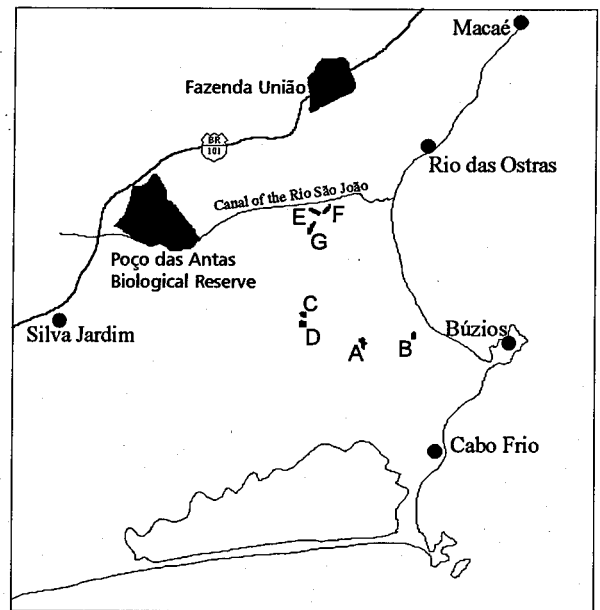 Macaé
Fazenda União
BR
101
Rio das Ostras
Canal of the Rio São João
E
F
G
Poço das Antas
Biological Reserve
C
D
Silva Jardim
A
B
Búzios
Cabo Frio